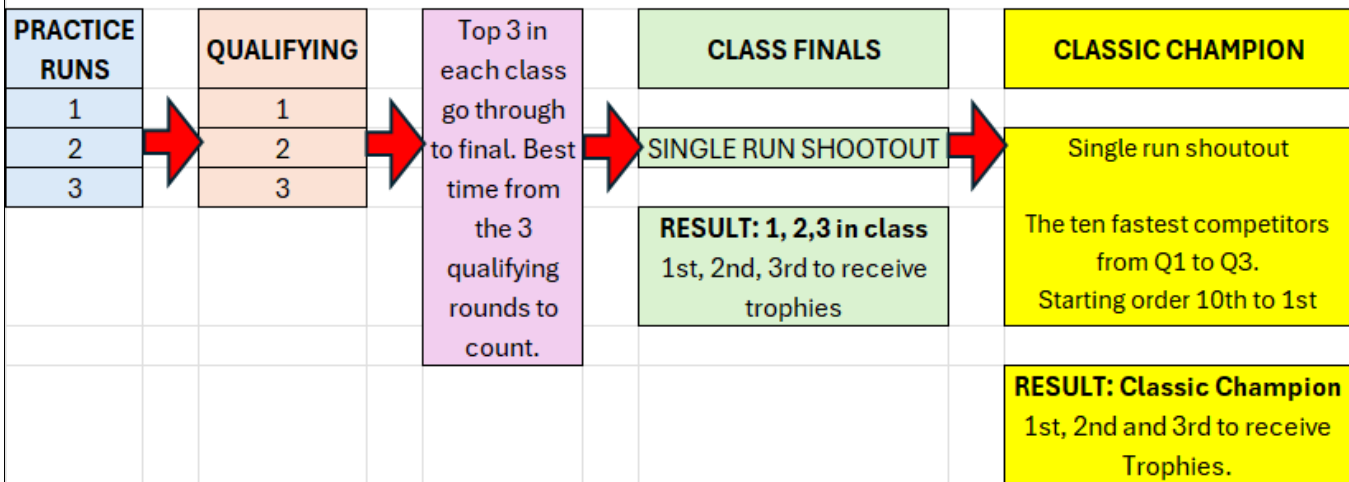 PRACTICE
RUNS
1
2
3
QUALIFYING
1
2
3
Top 3 in
each class
go through
to final. Best
time from
the 3
qualifying
rounds to
count.
CLASS FINALS
SINGLE RUN SHOOTOUT
RESULT: 1, 2,3 in class
1st, 2nd, 3rd to receive
trophies
CLASSIC CHAMPION
Single run shoutout
The ten fastest competitors
from Q1 to Q3.
Starting order 10th to 1st
RESULT: Classic Champion
1st, 2nd and 3rd to receive
Trophies.